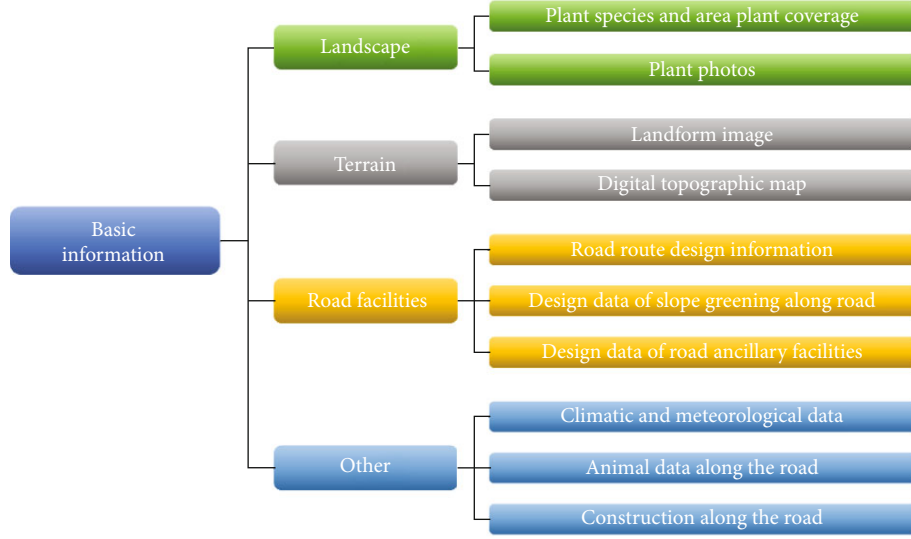 Basic
information
Landscape
Plant species and area plant coverage
Plant photos
Terrain
Landform image
Digital topographic map
Road facilities
Road route design information
Design data of slope greening along road
Design data of road ancillary facilities
Other
Climatic and meteorological data
Animal data along the road
Construction along the road